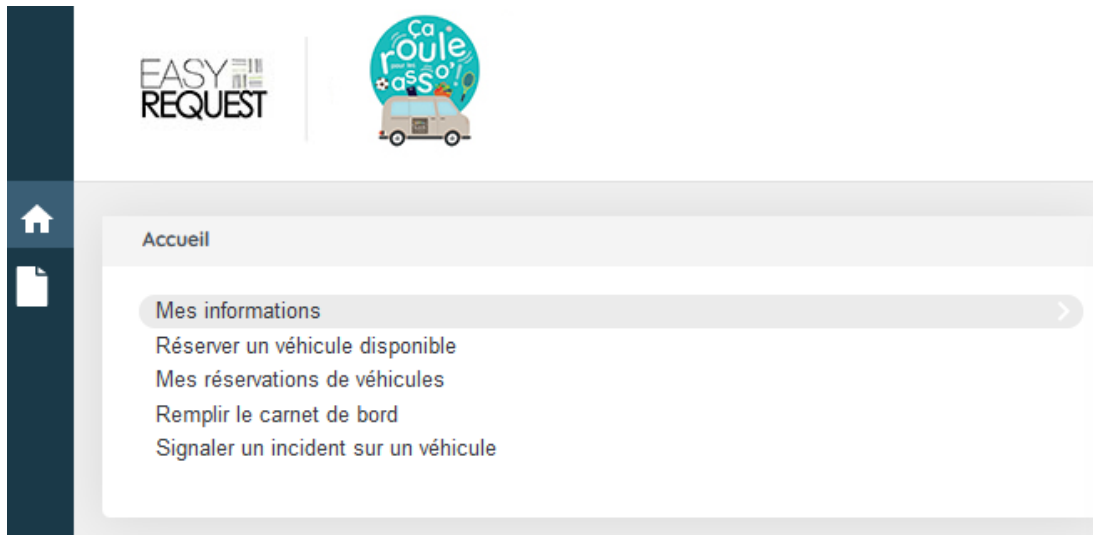 EASY
REQUEST
Ça
roule
pour les
assO'!
Accueil
Mes informations
Réserver un véhicule disponible
Mes réservations de véhicules
Remplir le carnet de bord
Signaler un incident sur un véhicule